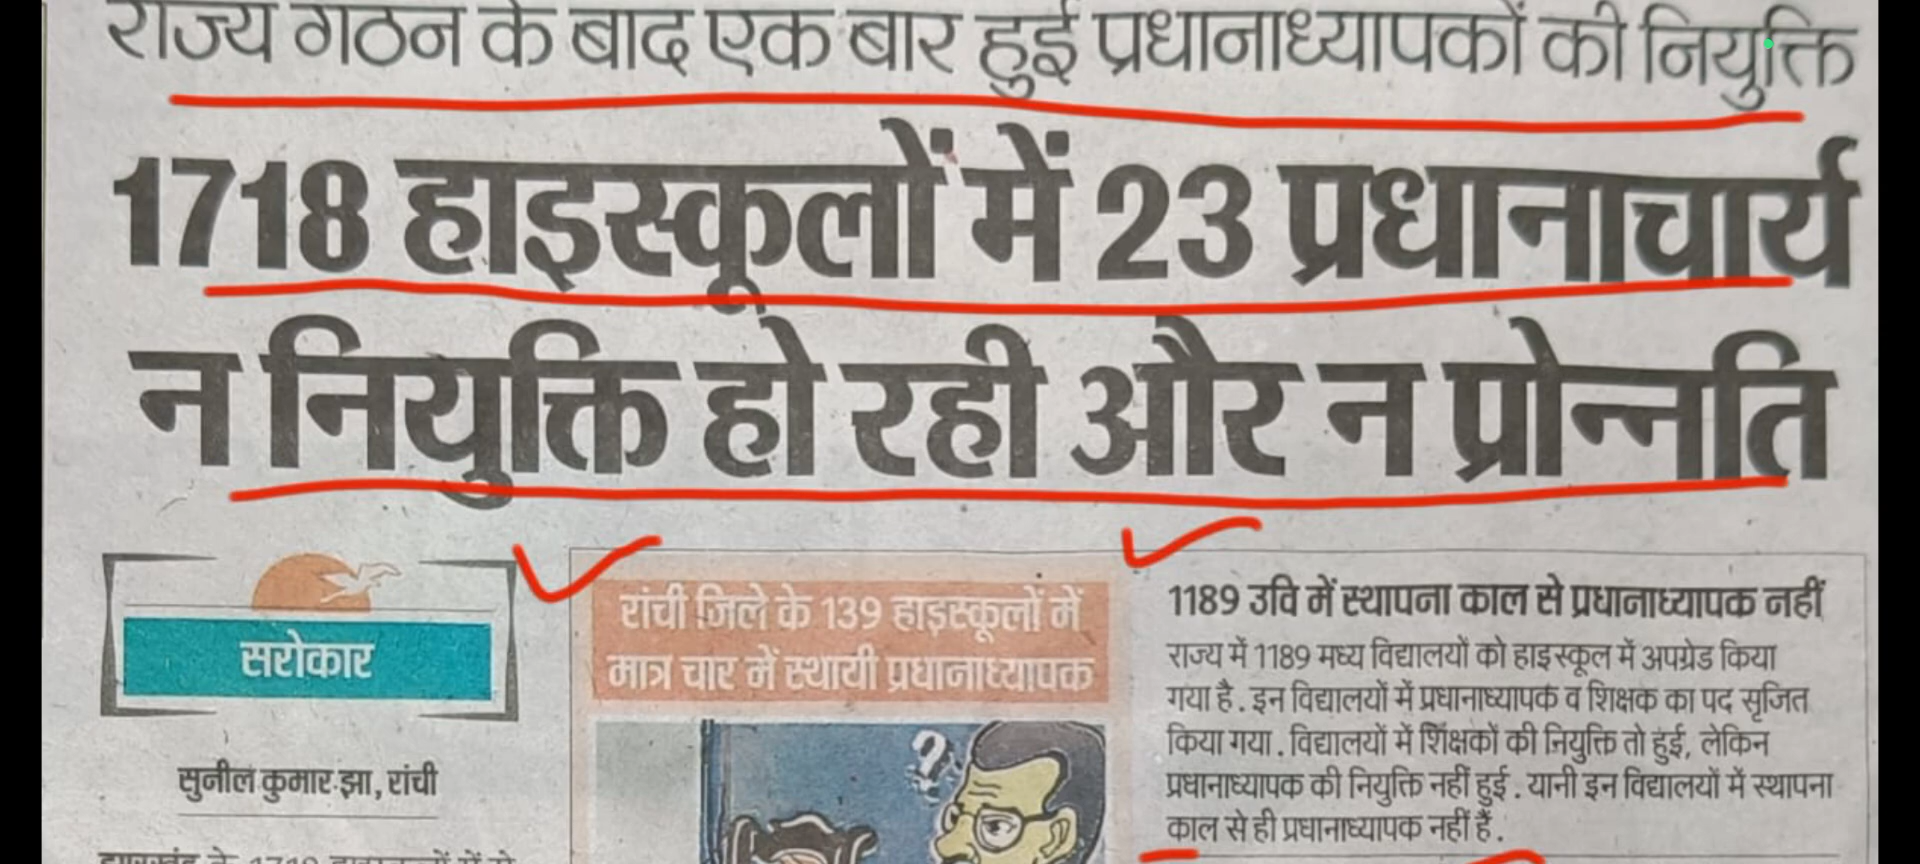 राज्य गठन के बाद एक बार हुई प्रधानाध्यापकों की नियुक्ति
1718 हाइस्कूलों में 23 प्रधानाचार्य
न नियुक्ति हो रही और न प्रोन्नति
सरोकार
सुनील कुमार झा, रांची
रांची जिले के 139 हाइस्कूलों में
मात्र चार में स्थायी प्रधानाध्यापक
1189 उवि में स्थापना काल से प्रधानाध्यापक नहीं
राज्य में 1189 मध्य विद्यालयों को हाइस्कूल में अपग्रेड किया
गया है. इन विद्यालयों में प्रधानाध्यापक व शिक्षक का पद सृजित
किया गया. विद्यालयों में शिक्षकों की नियुक्ति तो हुई, लेकिन
प्रधानाध्यापक की नियुक्ति नहीं हुई. यानी इन विद्यालयों में स्थापना
काल से ही प्रधानाध्यापक नहीं हैं.